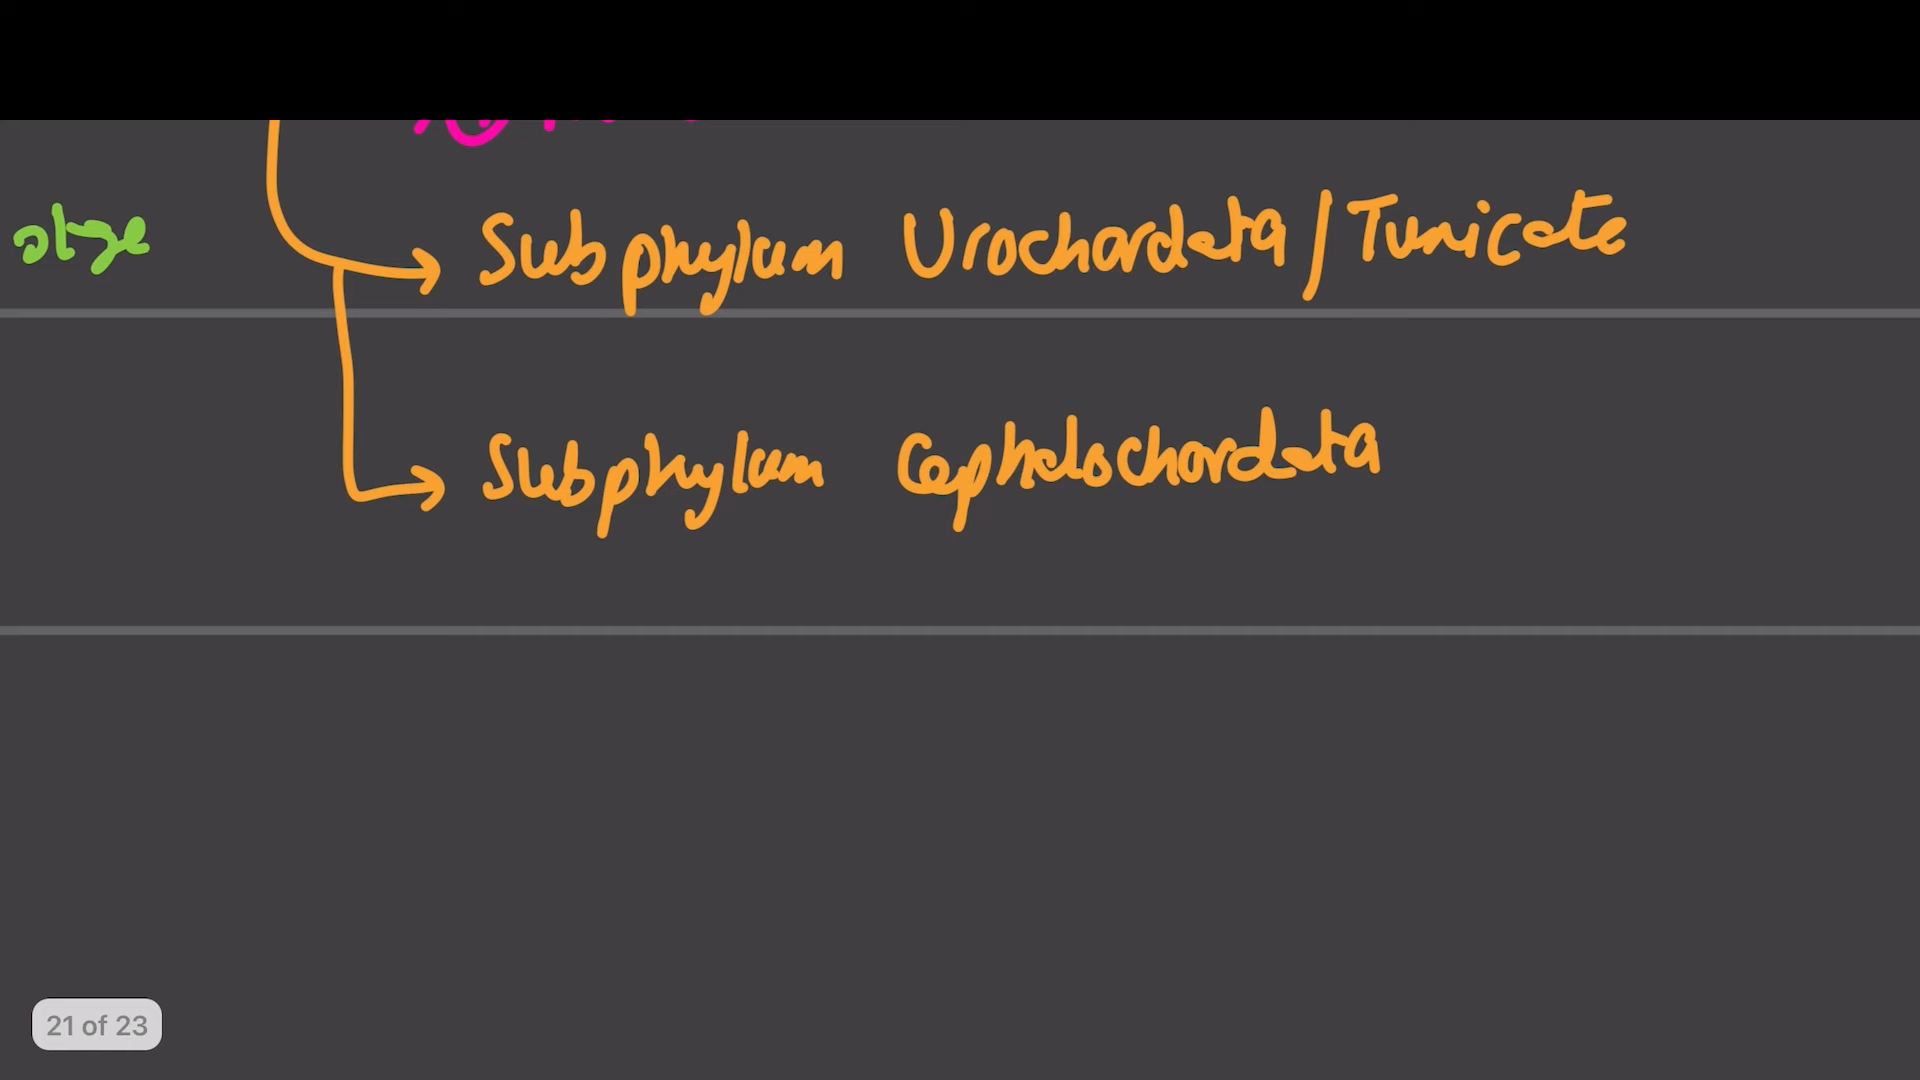 Subphylum Urochordata/Tunicate
Subphylum Cephalochordata
21 of 23